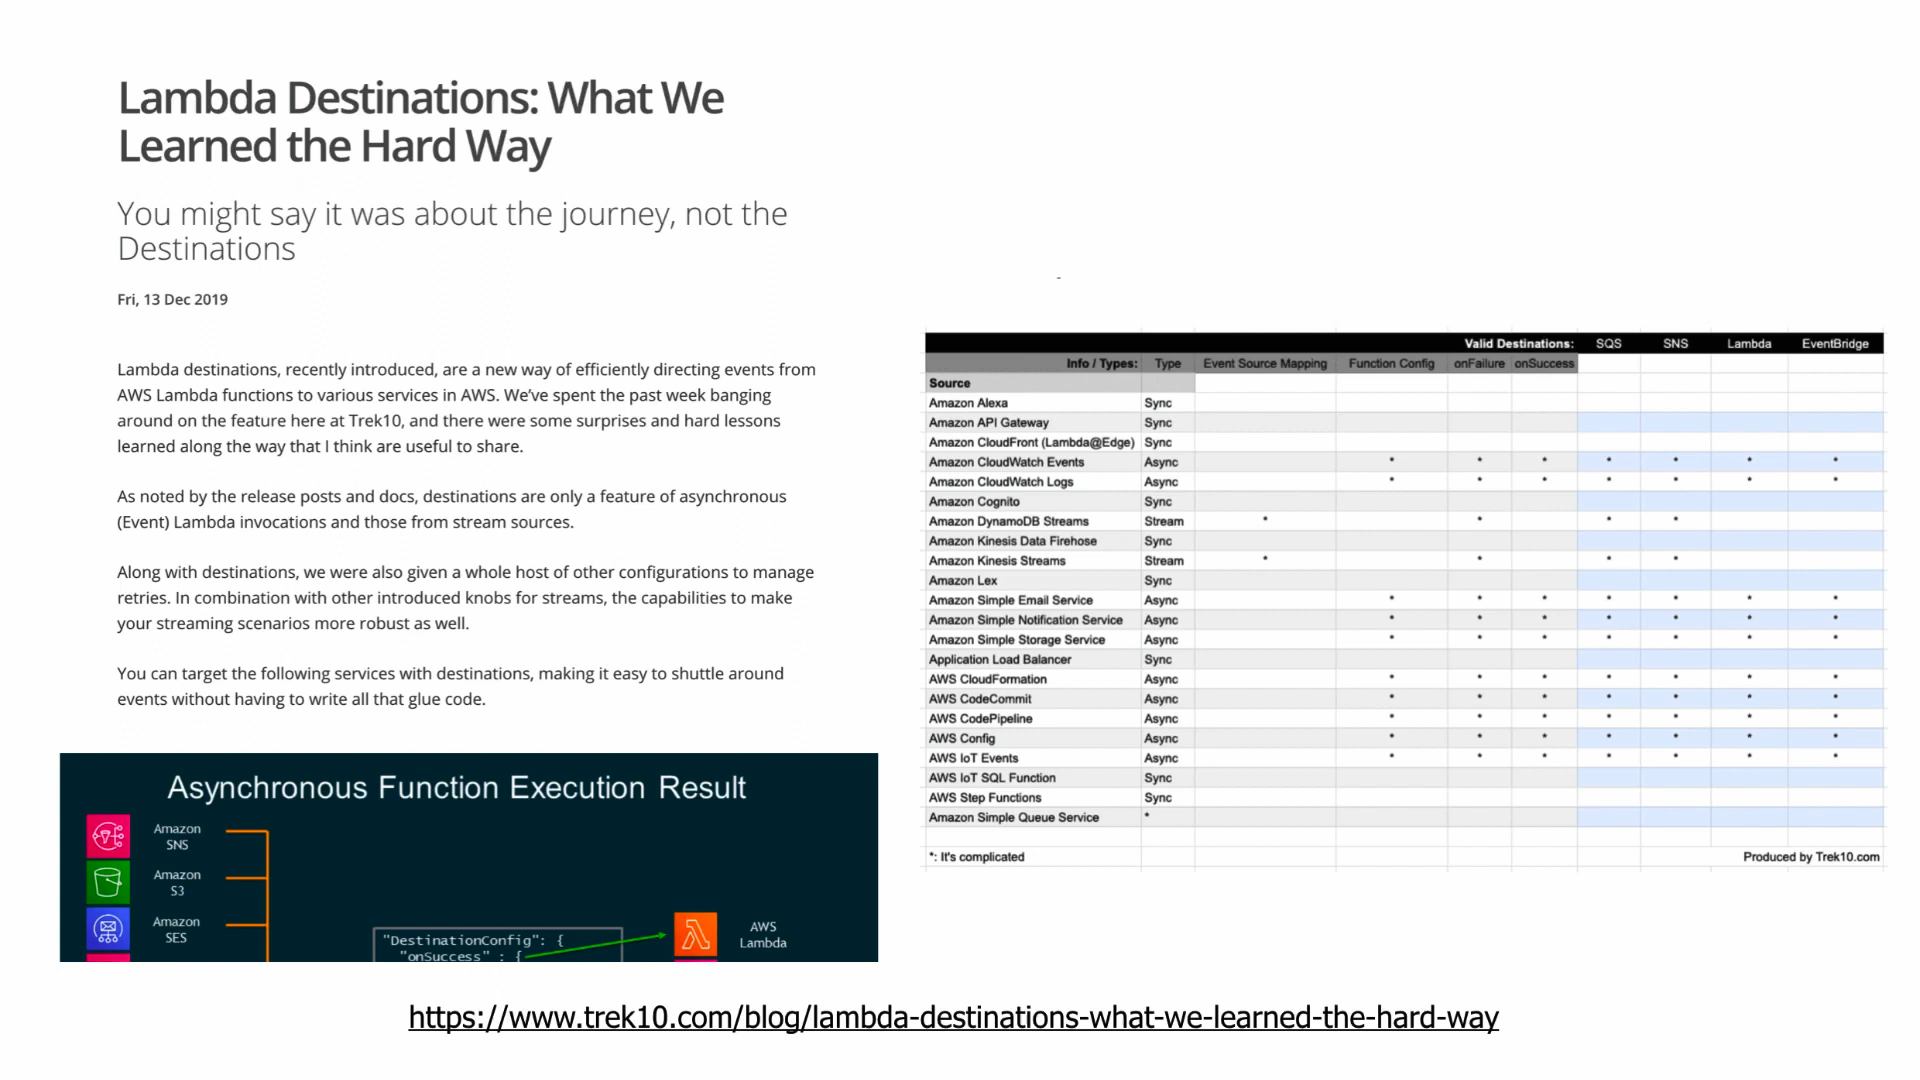 Lambda Destinations: What We
Learned the Hard Way
You might say it was about the journey, not the
Destinations
Fri, 13 Dec 2019
Lambda destinations, recently introduced, are a new way of efficiently directing events from
AWS Lambda functions to various services in AWS. We've spent the past week banging
around on the feature here at Trek10, and there were some surprises and hard lessons
learned along the way that I think are useful to share.
As noted by the release posts and docs, destinations are only a feature of asynchronous
(Event) Lambda invocations and those from stream sources.
Along with destinations, we were also given a whole host of other configurations to manage
retries. In combination with other introduced knobs for streams, the capabilities to make
your streaming scenarios more robust as well.
You can target the following services with destinations, making it easy to shuttle around
events without having to write all that glue code.
Asynchronous Function Execution Result
Amazon
SNS
Amazon
S3
Amazon
SES
"DestinationConfig": {
"onSuccess" : {
AWS
Lambda
-
Valid Destinations: SQS SNS Lambda EventBridge
Info / Types: Type Event Source Mapping Function Config onFailure onSuccess
Source
Amazon Alexa Sync
Amazon API Gateway Sync
Amazon CloudFront (Lambda@Edge) Sync
Amazon CloudWatch Events Async * * * * * * *
Amazon CloudWatch Logs Async * * * * * * *
Amazon Cognito Sync
Amazon DynamoDB Streams Stream * * * *
Amazon Kinesis Data Firehose Sync
Amazon Kinesis Streams Stream * * * *
Amazon Lex Sync
Amazon Simple Email Service Async * * * * * * *
Amazon Simple Notification Service Async * * * * * * *
Amazon Simple Storage Service Async * * * * * * *
Application Load Balancer Sync
AWS CloudFormation Async * * * * * * *
AWS CodeCommit Async * * * * * * *
AWS CodePipeline Async * * * * * * *
AWS Config Async * * * * * * *
AWS IoT Events Async * * * * * * *
AWS IoT SQL Function Sync
AWS Step Functions Sync
Amazon Simple Queue Service *
*: It's complicated Produced by Trek10.com
https://www.trek10.com/blog/lambda-destinations-what-we-learned-the-hard-way